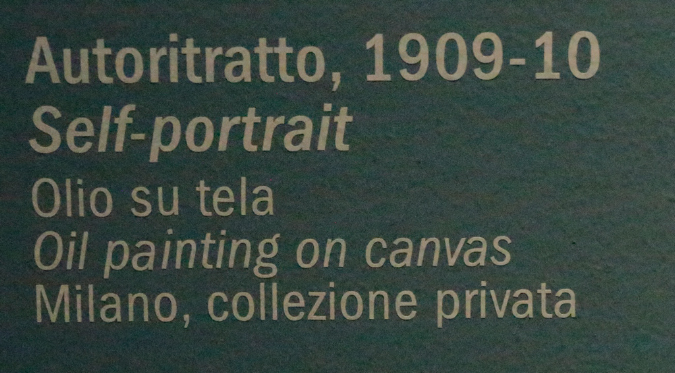 Autoritratto, 1909-10
Self-portrait
Olio su tela
Oil painting on canvas
Milano, collezione privata